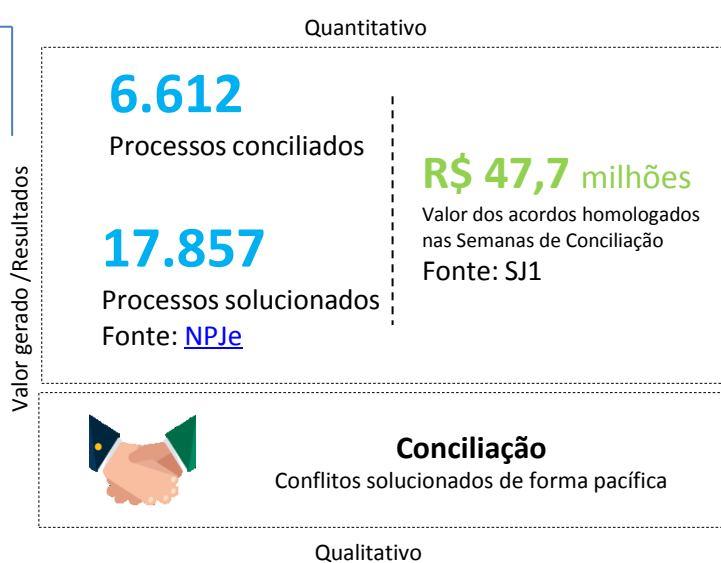 Quantitativo
Valor gerado /Resultados
6.612
Processos conciliados
17.857
Processos solucionados
Fonte: NPJe
R$ 47,7 milhões
Valor dos acordos homologados
nas Semanas de Conciliação
Fonte: SJ1
Conciliação
Conflitos solucionados de forma pacífica
Qualitativo